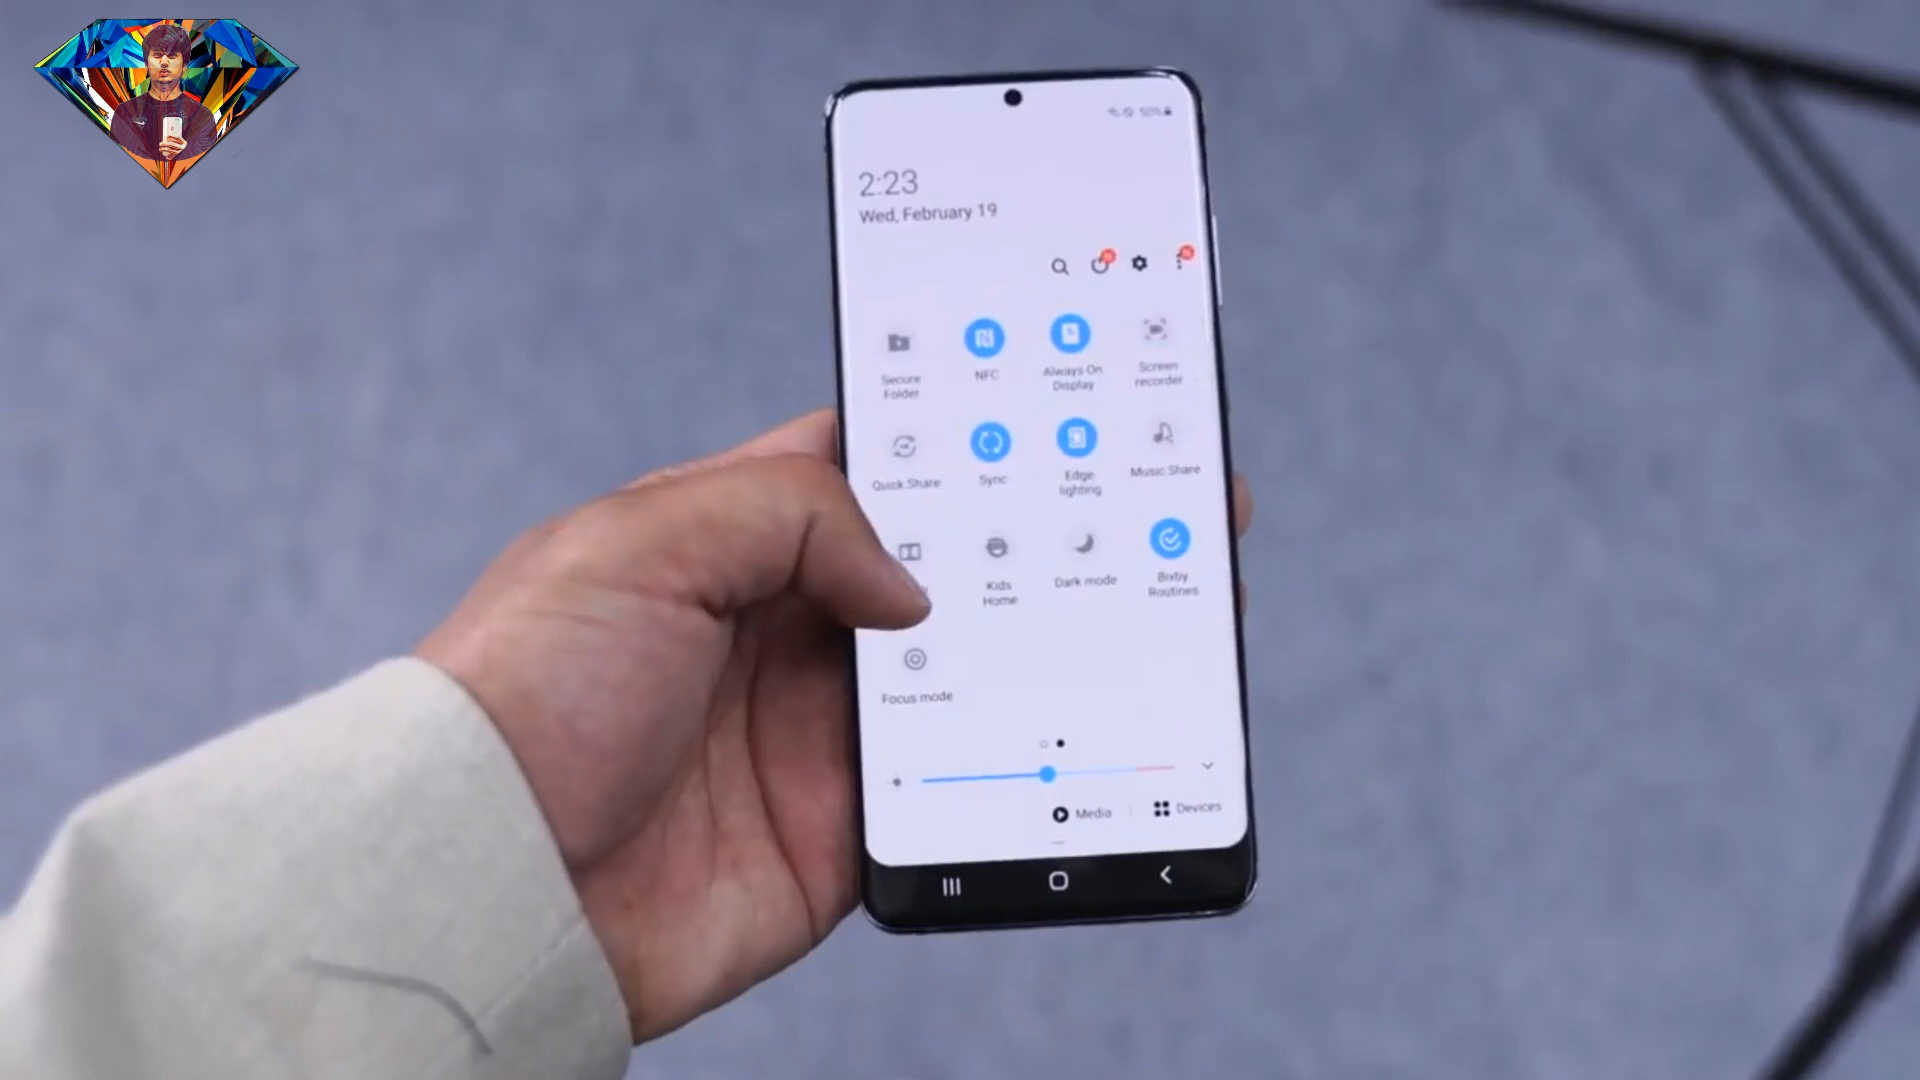 50%
2:23
Wed, February 19
Secure
Folder
NFC
Always On
Display
Screen
recorder
Quick Share
Sync
Edge
lighting
Music Share
Kids
Home
Dark mode
Bixby
Routines
Focus mode
Media
Devices